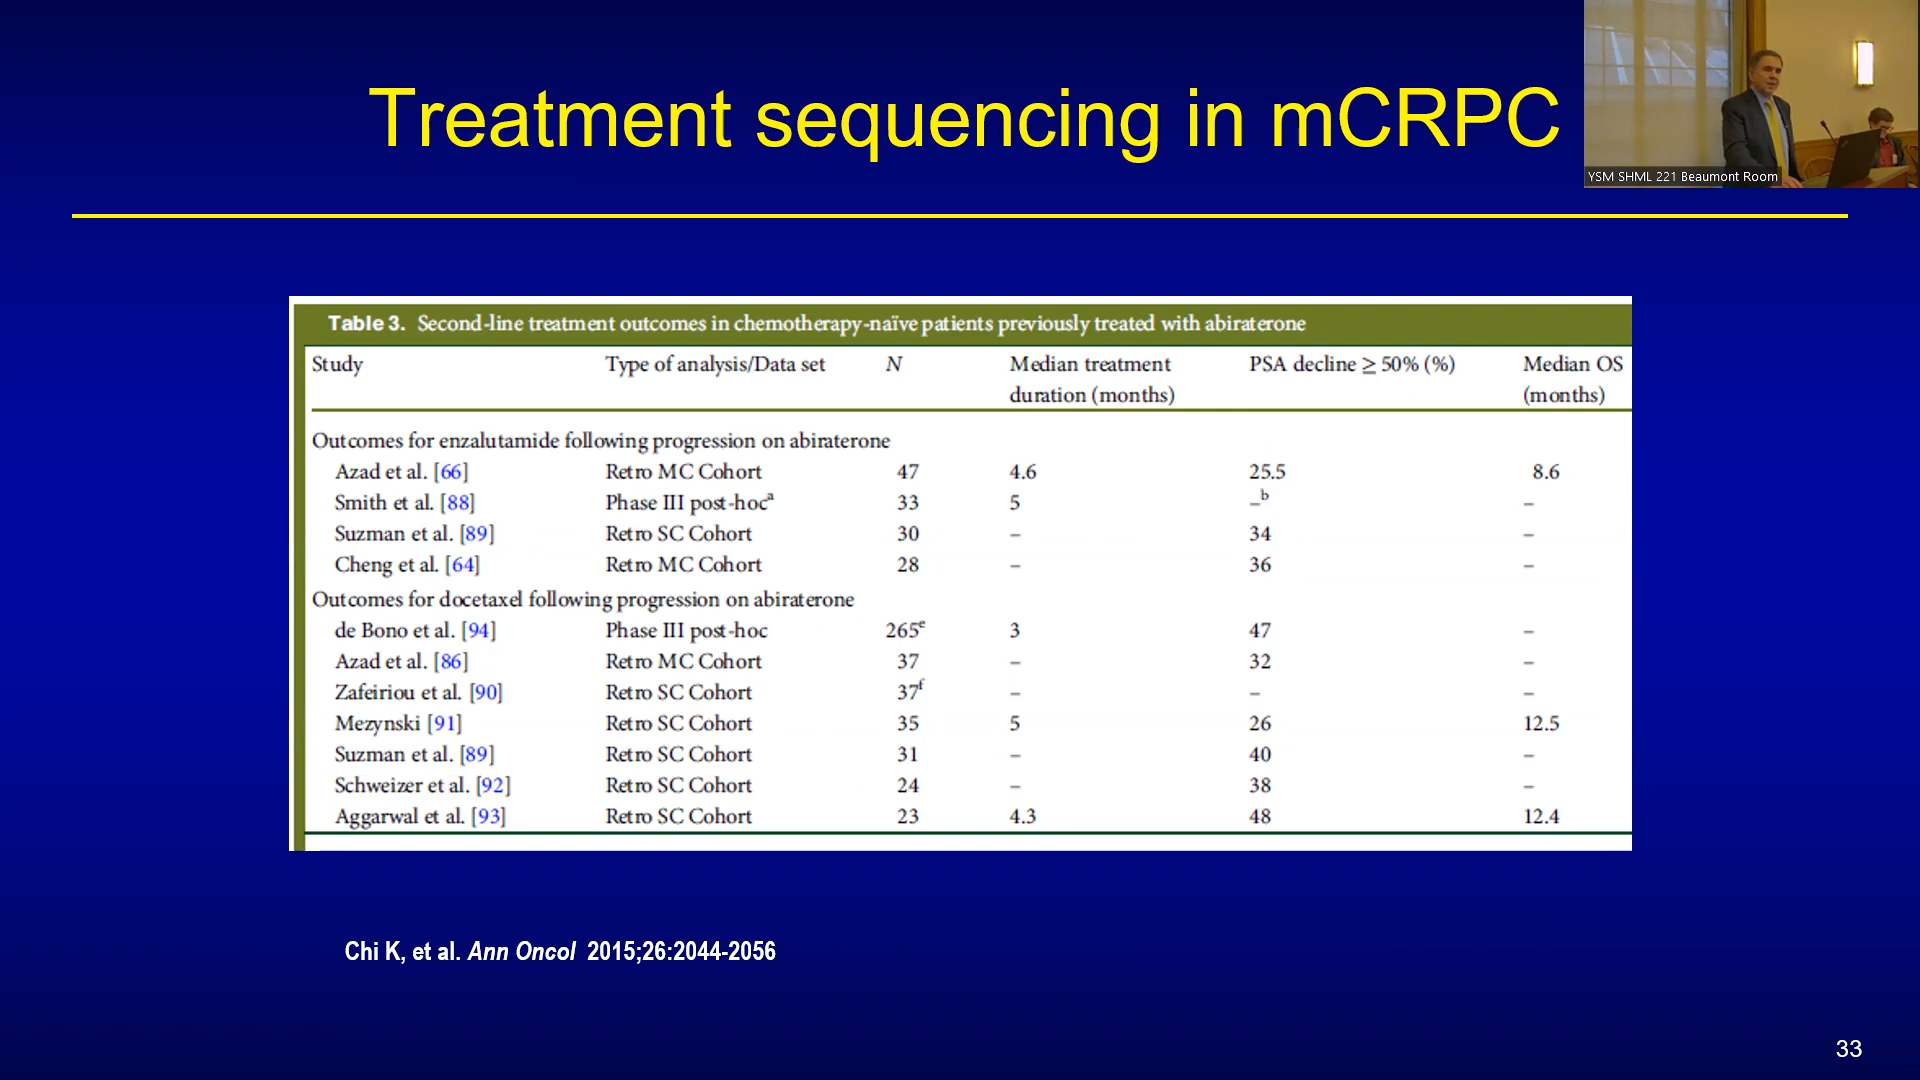 Treatment sequencing in mCRPC
YSM SHML 221 Beaumont Room
Table 3. Second-line treatment outcomes in chemotherapy-naïve patients previously treated with abiraterone
Study Type of analysis/Data set N Median treatment duration (months) PSA decline ≥ 50% (%) Median OS (months)
Outcomes for enzalutamide following progression on abiraterone
Azad et al. [66] Retro MC Cohort 47 4.6 25.5 8.6
Smith et al. [88] Phase III post-hocᵃ 33 5 –ᵇ –
Suzman et al. [89] Retro SC Cohort 30 – 34 –
Cheng et al. [64] Retro MC Cohort 28 – 36 –
Outcomes for docetaxel following progression on abiraterone
de Bono et al. [94] Phase III post-hoc 265ᵉ 3 47 –
Azad et al. [86] Retro MC Cohort 37 – 32 –
Zafeiriou et al. [90] Retro SC Cohort 37ᶠ – – –
Mezynski [91] Retro SC Cohort 35 5 26 12.5
Suzman et al. [89] Retro SC Cohort 31 – 40 –
Schweizer et al. [92] Retro SC Cohort 24 – 38 –
Aggarwal et al. [93] Retro SC Cohort 23 4.3 48 12.4
Chi K, et al. Ann Oncol 2015;26:2044-2056
33